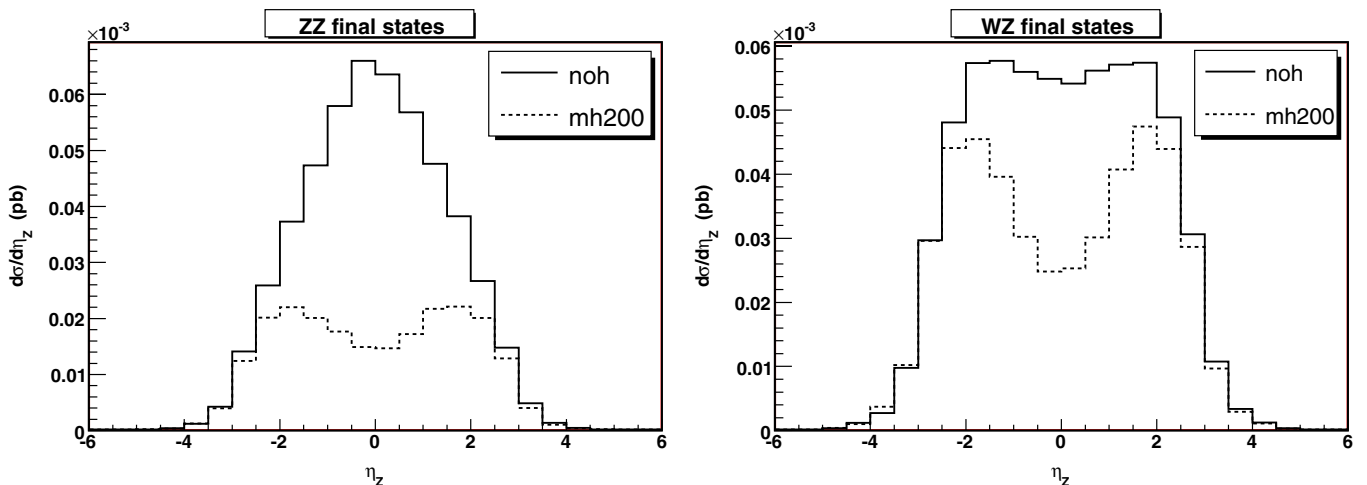 ZZ final states
×10⁻³
noh
mh200
dσ/dη_Z (pb)
0.06
0.05
0.04
0.03
0.02
0.01
0
-6 -4 -2 0 2 4 6
η_Z
WZ final states
×10⁻³
noh
mh200
dσ/dη_Z (pb)
0.06
0.05
0.04
0.03
0.02
0.01
0
-6 -4 -2 0 2 4 6
η_Z